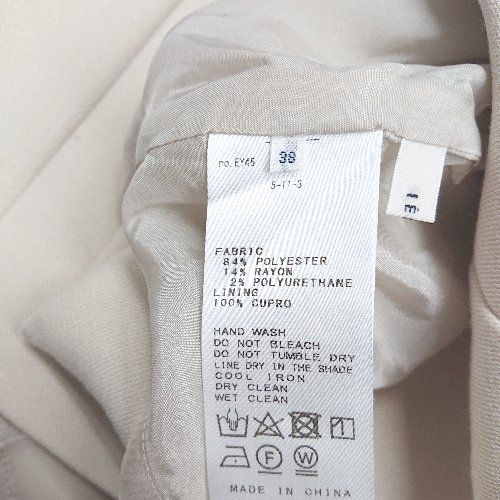 no. EY45
38
5-11-3
FABRIC
84% POLYESTER
14% RAYON
2% POLYURETHANE
LINING
100% CUPRO
HAND WASH
DO NOT BLEACH
DO NOT TUMBLE DRY
LINE DRY IN THE SHADE
COOL IRON
DRY CLEAN
WET CLEAN
F
W
MADE IN CHINA